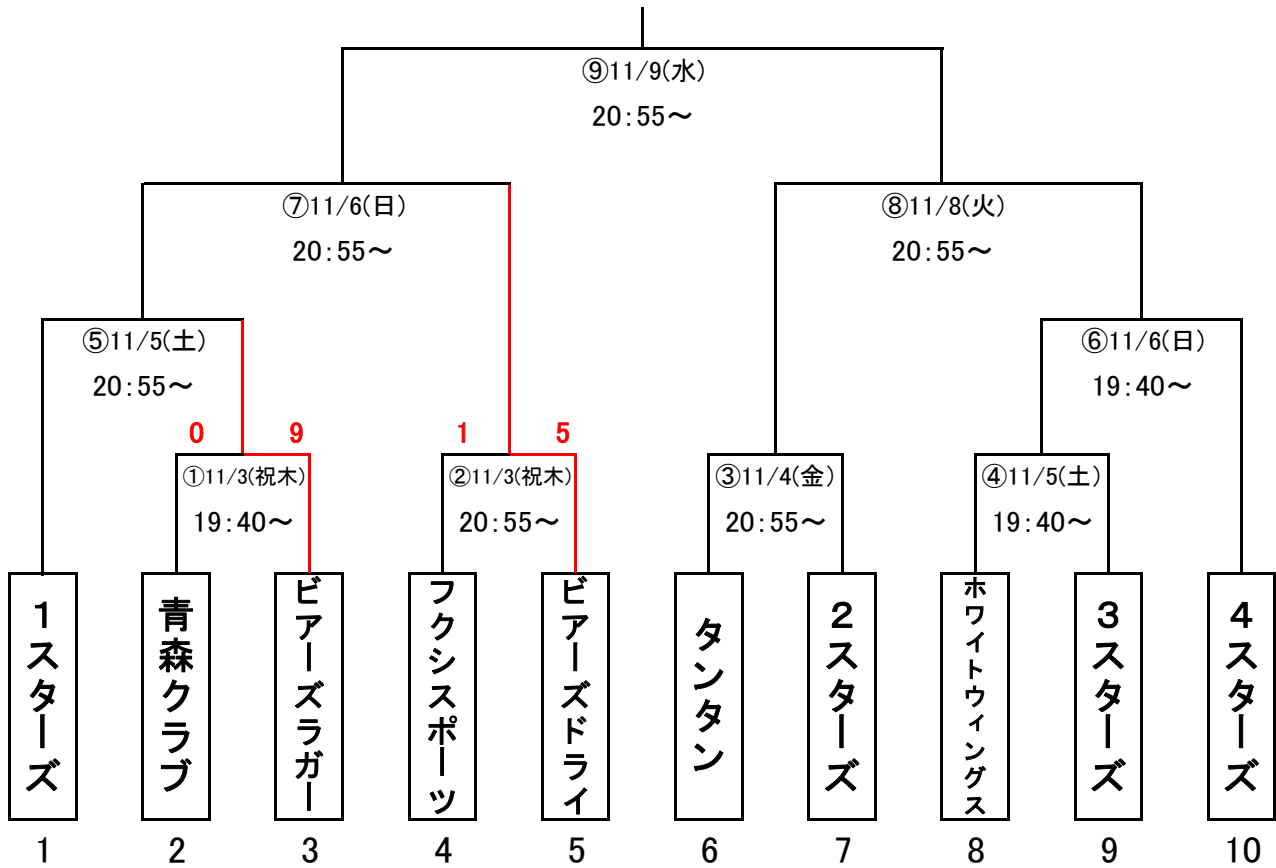 ⑨11/9(水)
20:55～
⑦11/6(日)
20:55～
⑧11/8(火)
20:55～
⑤11/5(土)
20:55～
⑥11/6(日)
19:40～
0 9
1 5
①11/3(祝木)
19:40～
②11/3(祝木)
20:55～
③11/4(金)
20:55～
④11/5(土)
19:40～
1スターズ
青森クラブ
ビアーズラガー
フクシスポーツ
ビアーズドライ
タンタン
2スターズ
ホワイトウィングス
3スターズ
4スターズ
1 2 3 4 5 6 7 8 9 10